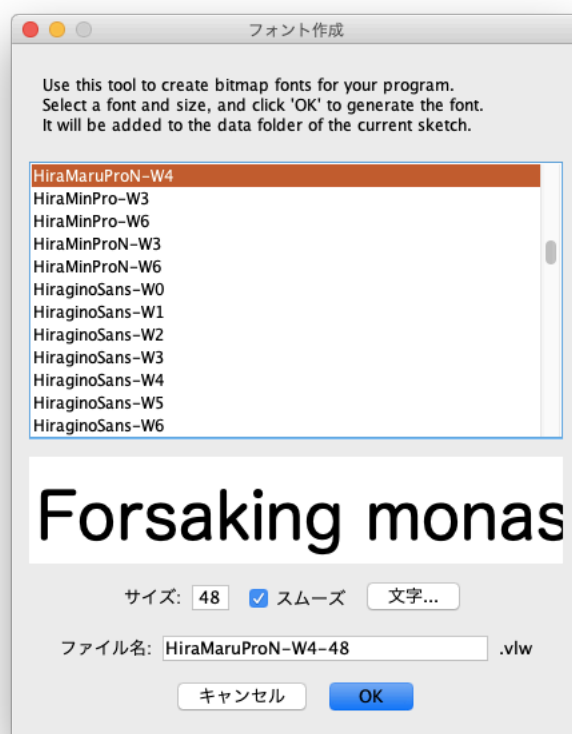 フォント作成
Use this tool to create bitmap fonts for your program.
Select a font and size, and click 'OK' to generate the font.
It will be added to the data folder of the current sketch.
HiraMaruProN-W4
HiraMinPro-W3
HiraMinPro-W6
HiraMinProN-W3
HiraMinProN-W6
HiraginoSans-W0
HiraginoSans-W1
HiraginoSans-W2
HiraginoSans-W3
HiraginoSans-W4
HiraginoSans-W5
HiraginoSans-W6
Forsaking monas
サイズ: 48 スムーズ 文字...
ファイル名: HiraMaruProN-W4-48 .vlw
キャンセル OK